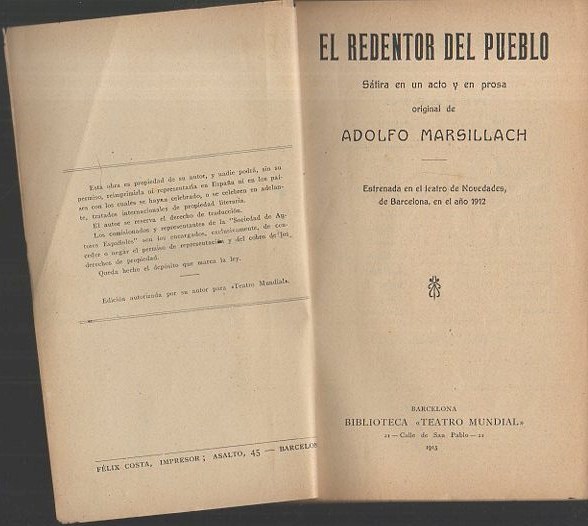 Esta obra es propiedad de su autor, y nadie podrá, sin su
permiso, reimprimirla ni representarla en España ni en los paí-
ses con los cuales se hayan celebrado, o se celebren en adelan-
te, tratados internacionales de propiedad literaria.
El autor se reserva el derecho de traducción.
Los comisionados y representantes de la "Sociedad de Au-
tores Españoles" son los encargados, exclusivamente, de con-
ceder o negar el permiso de representación y del cobro de los
derechos de propiedad.
Queda hecho el depósito que marca la ley.
Edición autorizada por su autor para «Teatro Mundial».
FÉLIX COSTA, IMPRESOR; ASALTO, 45 — BARCELON
EL REDENTOR DEL PUEBLO
Sátira en un acto y en prosa
original de
ADOLFO MARSILLACH
Estrenada en el teatro de Novedades,
de Barcelona, en el año 1912
BARCELONA
BIBLIOTECA «TEATRO MUNDIAL»
21 — Calle de San Pablo — 21
1913